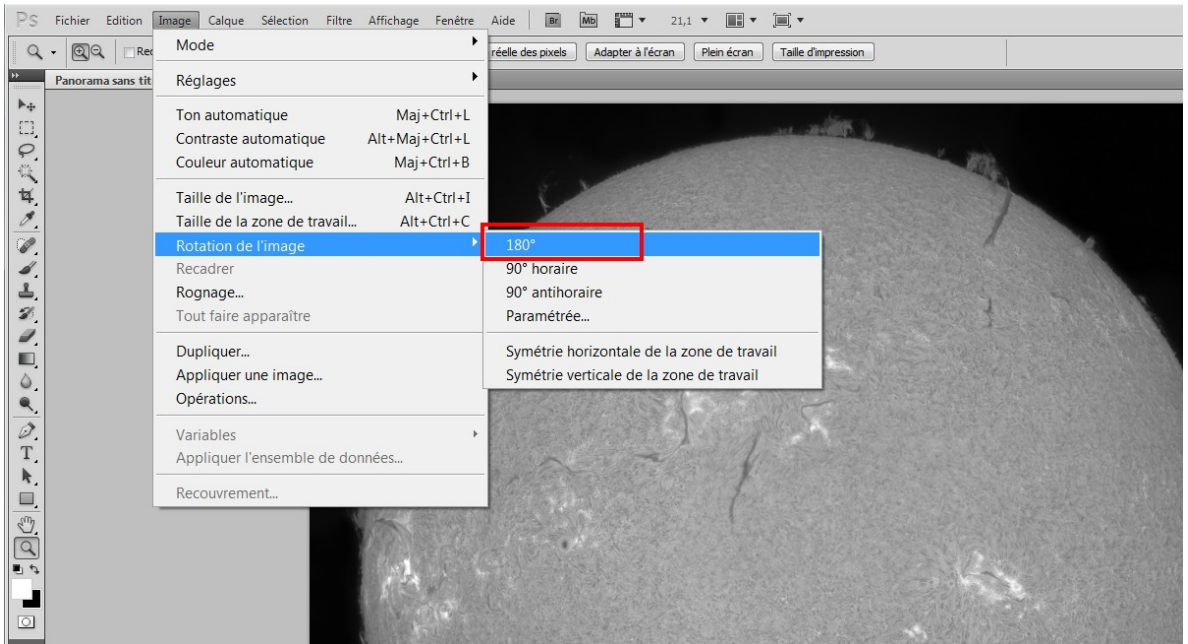 Ps Fichier Edition Image Calque Sélection Filtre Affichage Fenêtre Aide Br Mb 21,1
réelle des pixels Adapter à l'écran Plein écran Taille d'impression
Panorama sans tit
Mode
Réglages
Ton automatique Maj+Ctrl+L
Contraste automatique Alt+Maj+Ctrl+L
Couleur automatique Maj+Ctrl+B
Taille de l'image... Alt+Ctrl+I
Taille de la zone de travail... Alt+Ctrl+C
Rotation de l'image
180°
Recadrer
90° horaire
Rognage...
90° antihoraire
Tout faire apparaître
Paramétrée...
Dupliquer...
Symétrie horizontale de la zone de travail
Appliquer une image...
Symétrie verticale de la zone de travail
Opérations...
Variables
Appliquer l'ensemble de données...
Recouvrement...